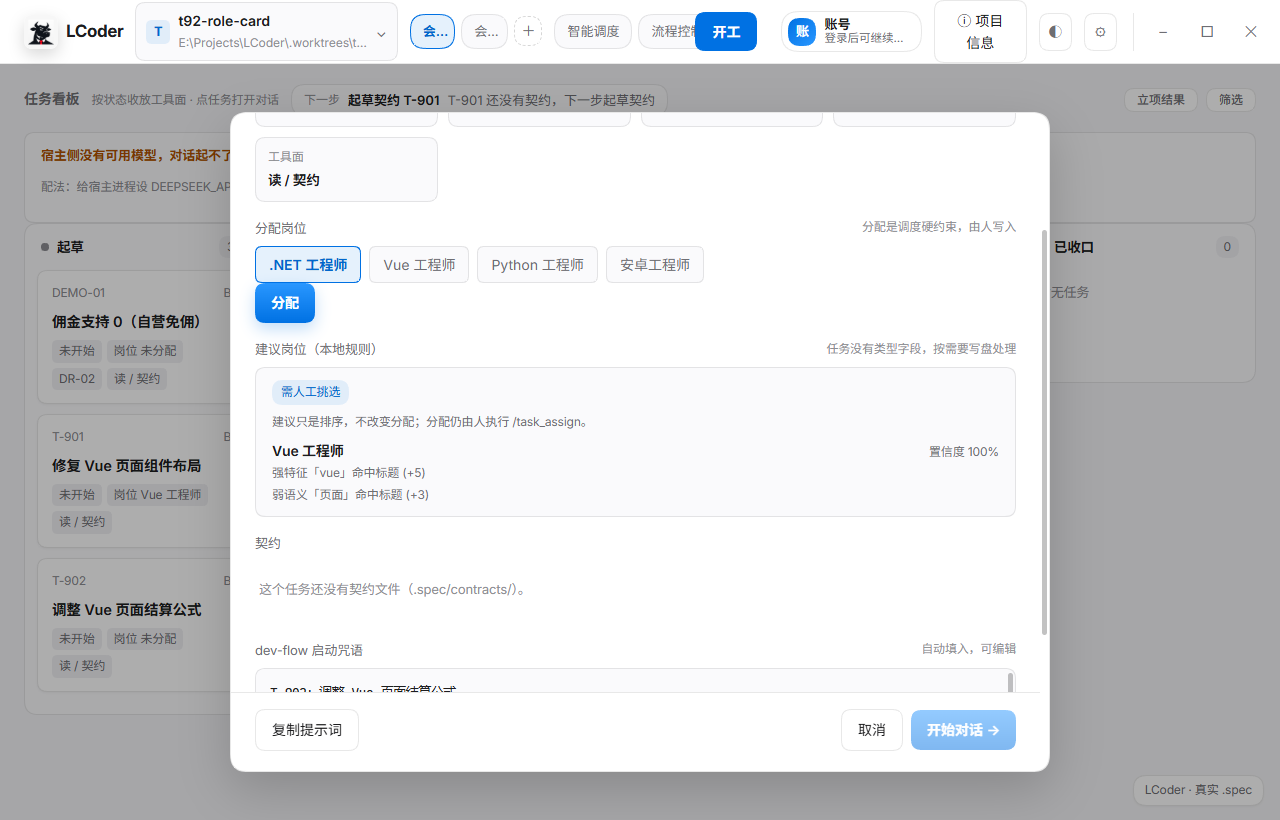 LCoder
T
t92-role-card
E:\Projects\LCoder\.worktrees\t...
会...
会...
+
智能调度
流程控制
开工
账
账号
登录后可继续...
项目
信息
任务看板
按状态收放工具面 · 点任务打开对话
下一步 起草契约 T-901 T-901 还没有契约，下一步起草契约
立项结果
筛选
宿主侧没有可用模型，对话起不了
配法：给宿主进程设 DEEPSEEK_AP
起草
已收口
0
无任务
DEMO-01
佣金支持 0（自营免佣）
未开始
岗位 未分配
DR-02
读 / 契约
T-901
修复 Vue 页面组件布局
未开始
岗位 Vue 工程师
读 / 契约
T-902
调整 Vue 页面结算公式
未开始
岗位 未分配
读 / 契约
工具面
读 / 契约
分配岗位
分配是调度硬约束，由人写入
.NET 工程师
Vue 工程师
Python 工程师
安卓工程师
分配
建议岗位（本地规则）
任务没有类型字段，按需要写盘处理
需人工挑选
建议只是排序，不改变分配；分配仍由人执行 /task_assign。
Vue 工程师
置信度 100%
强特征「vue」命中标题 (+5)
弱语义「页面」命中标题 (+3)
契约
这个任务还没有契约文件（.spec/contracts/）。
dev-flow 启动咒语
自动填入，可编辑
T-902: 调整 Vue 页面结算公式
复制提示词
取消
开始对话 →
LCoder · 真实 .spec